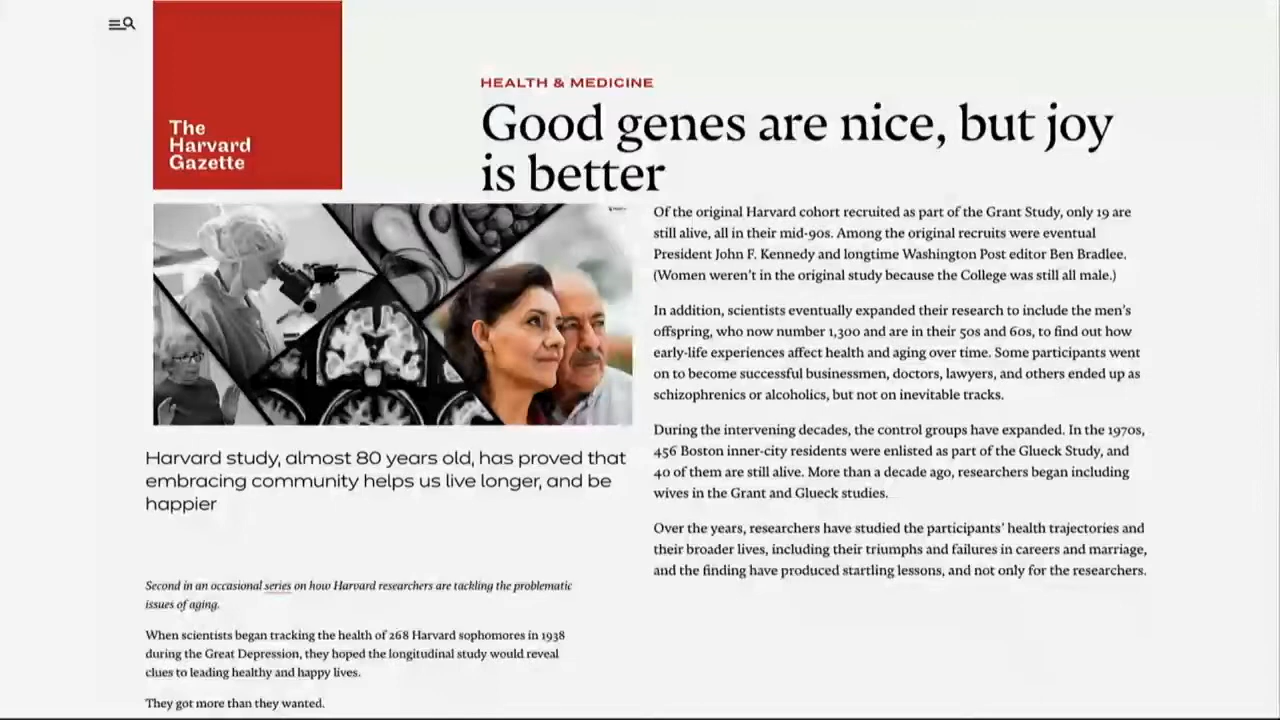 The
Harvard
Gazette
HEALTH & MEDICINE
Good genes are nice, but joy
is better
Harvard study, almost 80 years old, has proved that
embracing community helps us live longer, and be
happier
Second in an occasional series on how Harvard researchers are tackling the problematic
issues of aging.
When scientists began tracking the health of 268 Harvard sophomores in 1938
during the Great Depression, they hoped the longitudinal study would reveal
clues to leading healthy and happy lives.
They got more than they wanted.
Of the original Harvard cohort recruited as part of the Grant Study, only 19 are
still alive, all in their mid-90s. Among the original recruits were eventual
President John F. Kennedy and longtime Washington Post editor Ben Bradlee.
(Women weren't in the original study because the College was still all male.)
In addition, scientists eventually expanded their research to include the men's
offspring, who now number 1,300 and are in their 50s and 60s, to find out how
early-life experiences affect health and aging over time. Some participants went
on to become successful businessmen, doctors, lawyers, and others ended up as
schizophrenics or alcoholics, but not on inevitable tracks.
During the intervening decades, the control groups have expanded. In the 1970s,
456 Boston inner-city residents were enlisted as part of the Glueck Study, and
40 of them are still alive. More than a decade ago, researchers began including
wives in the Grant and Glueck studies.
Over the years, researchers have studied the participants' health trajectories and
their broader lives, including their triumphs and failures in careers and marriage,
and the finding have produced startling lessons, and not only for the researchers.